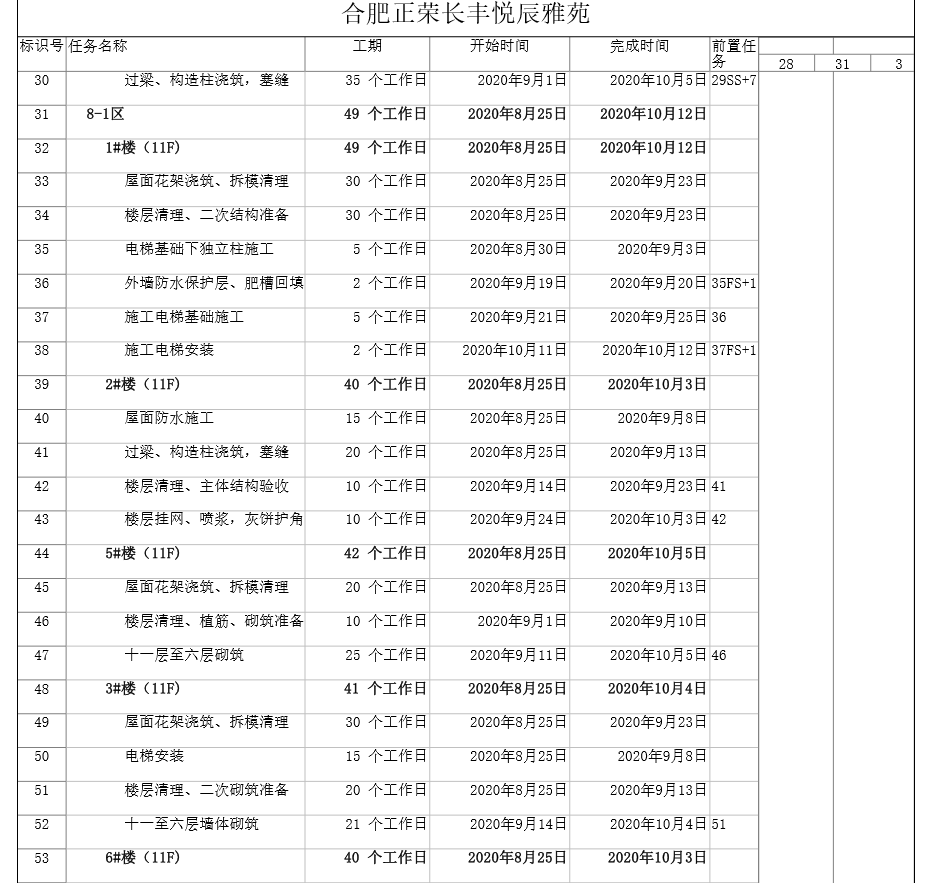 合肥正荣长丰悦辰雅苑
标识号 任务名称 工期 开始时间 完成时间 前置任务
28 31 3
30 过梁、构造柱浇筑，塞缝 35 个工作日 2020年9月1日 2020年10月5日 29SS+7
31 8-1区 49 个工作日 2020年8月25日 2020年10月12日
32 1#楼（11F) 49 个工作日 2020年8月25日 2020年10月12日
33 屋面花架浇筑、拆模清理 30 个工作日 2020年8月25日 2020年9月23日
34 楼层清理、二次结构准备 30 个工作日 2020年8月25日 2020年9月23日
35 电梯基础下独立柱施工 5 个工作日 2020年8月30日 2020年9月3日
36 外墙防水保护层、肥槽回填 2 个工作日 2020年9月19日 2020年9月20日 35FS+1
37 施工电梯基础施工 5 个工作日 2020年9月21日 2020年9月25日 36
38 施工电梯安装 2 个工作日 2020年10月11日 2020年10月12日 37FS+1
39 2#楼（11F) 40 个工作日 2020年8月25日 2020年10月3日
40 屋面防水施工 15 个工作日 2020年8月25日 2020年9月8日
41 过梁、构造柱浇筑，塞缝 20 个工作日 2020年8月25日 2020年9月13日
42 楼层清理、主体结构验收 10 个工作日 2020年9月14日 2020年9月23日 41
43 楼层挂网、喷浆，灰饼护角 10 个工作日 2020年9月24日 2020年10月3日 42
44 5#楼（11F) 42 个工作日 2020年8月25日 2020年10月5日
45 屋面花架浇筑、拆模清理 20 个工作日 2020年8月25日 2020年9月13日
46 楼层清理、植筋、砌筑准备 10 个工作日 2020年9月1日 2020年9月10日
47 十一层至六层砌筑 25 个工作日 2020年9月11日 2020年10月5日 46
48 3#楼（11F) 41 个工作日 2020年8月25日 2020年10月4日
49 屋面花架浇筑、拆模清理 30 个工作日 2020年8月25日 2020年9月23日
50 电梯安装 15 个工作日 2020年8月25日 2020年9月8日
51 楼层清理、二次砌筑准备 20 个工作日 2020年8月25日 2020年9月13日
52 十一至六层墙体砌筑 21 个工作日 2020年9月14日 2020年10月4日 51
53 6#楼（11F) 40 个工作日 2020年8月25日 2020年10月3日